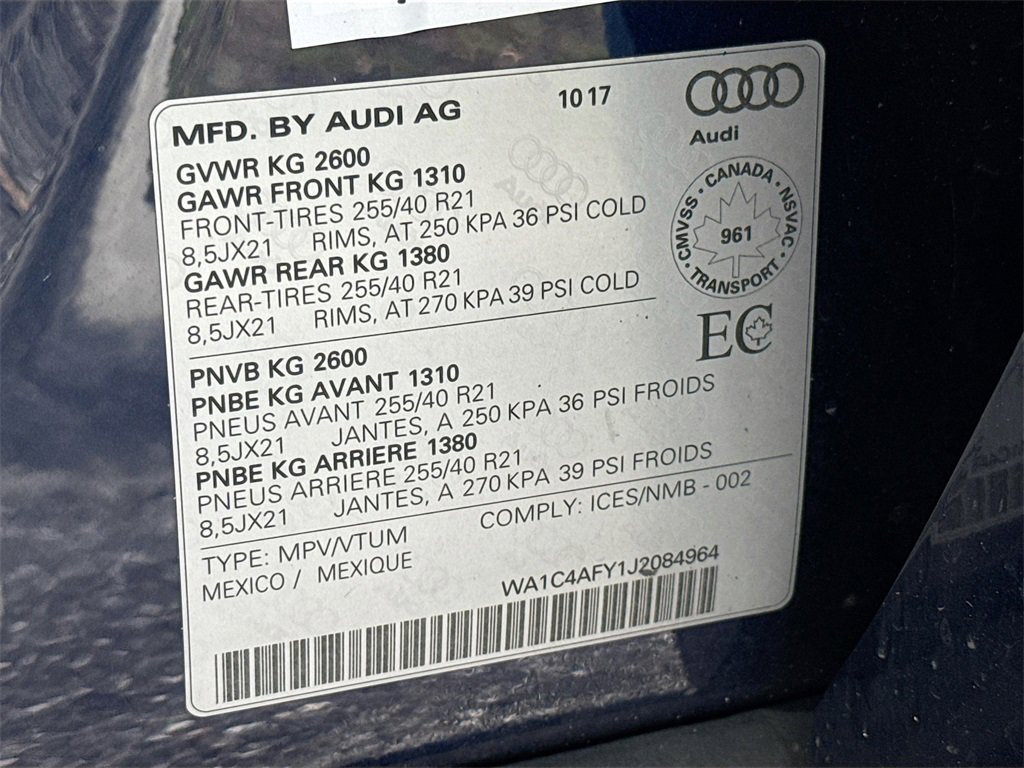 MFD. BY AUDI AG
10 17
Audi
GVWR KG 2600
GAWR FRONT KG 1310
FRONT-TIRES 255/40 R21
8,5JX21 RIMS, AT 250 KPA 36 PSI COLD
GAWR REAR KG 1380
REAR-TIRES 255/40 R21
8,5JX21 RIMS, AT 270 KPA 39 PSI COLD
CANADA · NSVAC · TRANSPORT · CMVSS ·
961
EC
PNVB KG 2600
PNBE KG AVANT 1310
PNEUS AVANT 255/40 R21
8,5JX21 JANTES, A 250 KPA 36 PSI FROIDS
PNBE KG ARRIERE 1380
PNEUS ARRIERE 255/40 R21
8,5JX21 JANTES, A 270 KPA 39 PSI FROIDS
TYPE: MPV/VTUM COMPLY: ICES/NMB - 002
MEXICO / MEXIQUE
WA1C4AFY1J2084964